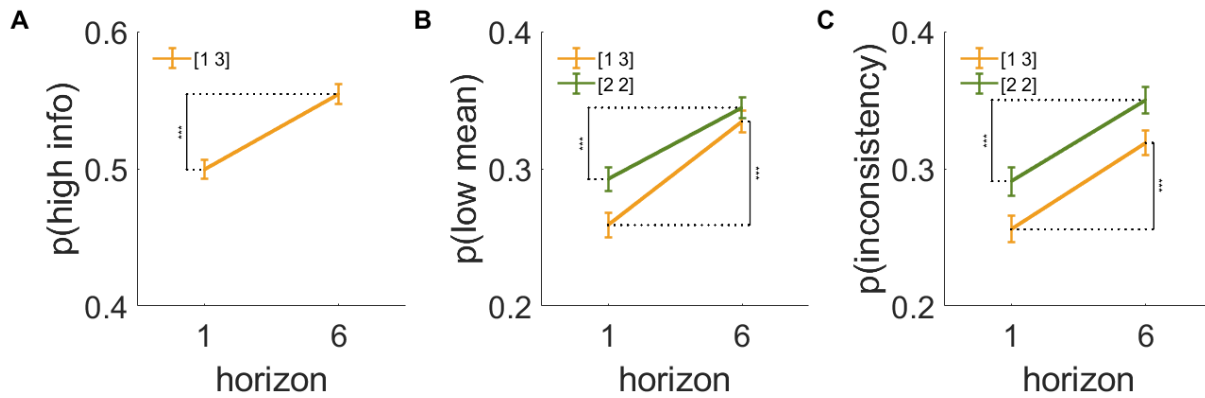 A
0.6
[1 3]
***
0.5
0.4
p(high info)
1
6
horizon
B
0.4
[1 3]
[2 2]
***
***
0.3
0.2
p(low mean)
1
6
horizon
C
0.4
[1 3]
[2 2]
***
***
0.3
0.2
p(inconsistency)
1
6
horizon